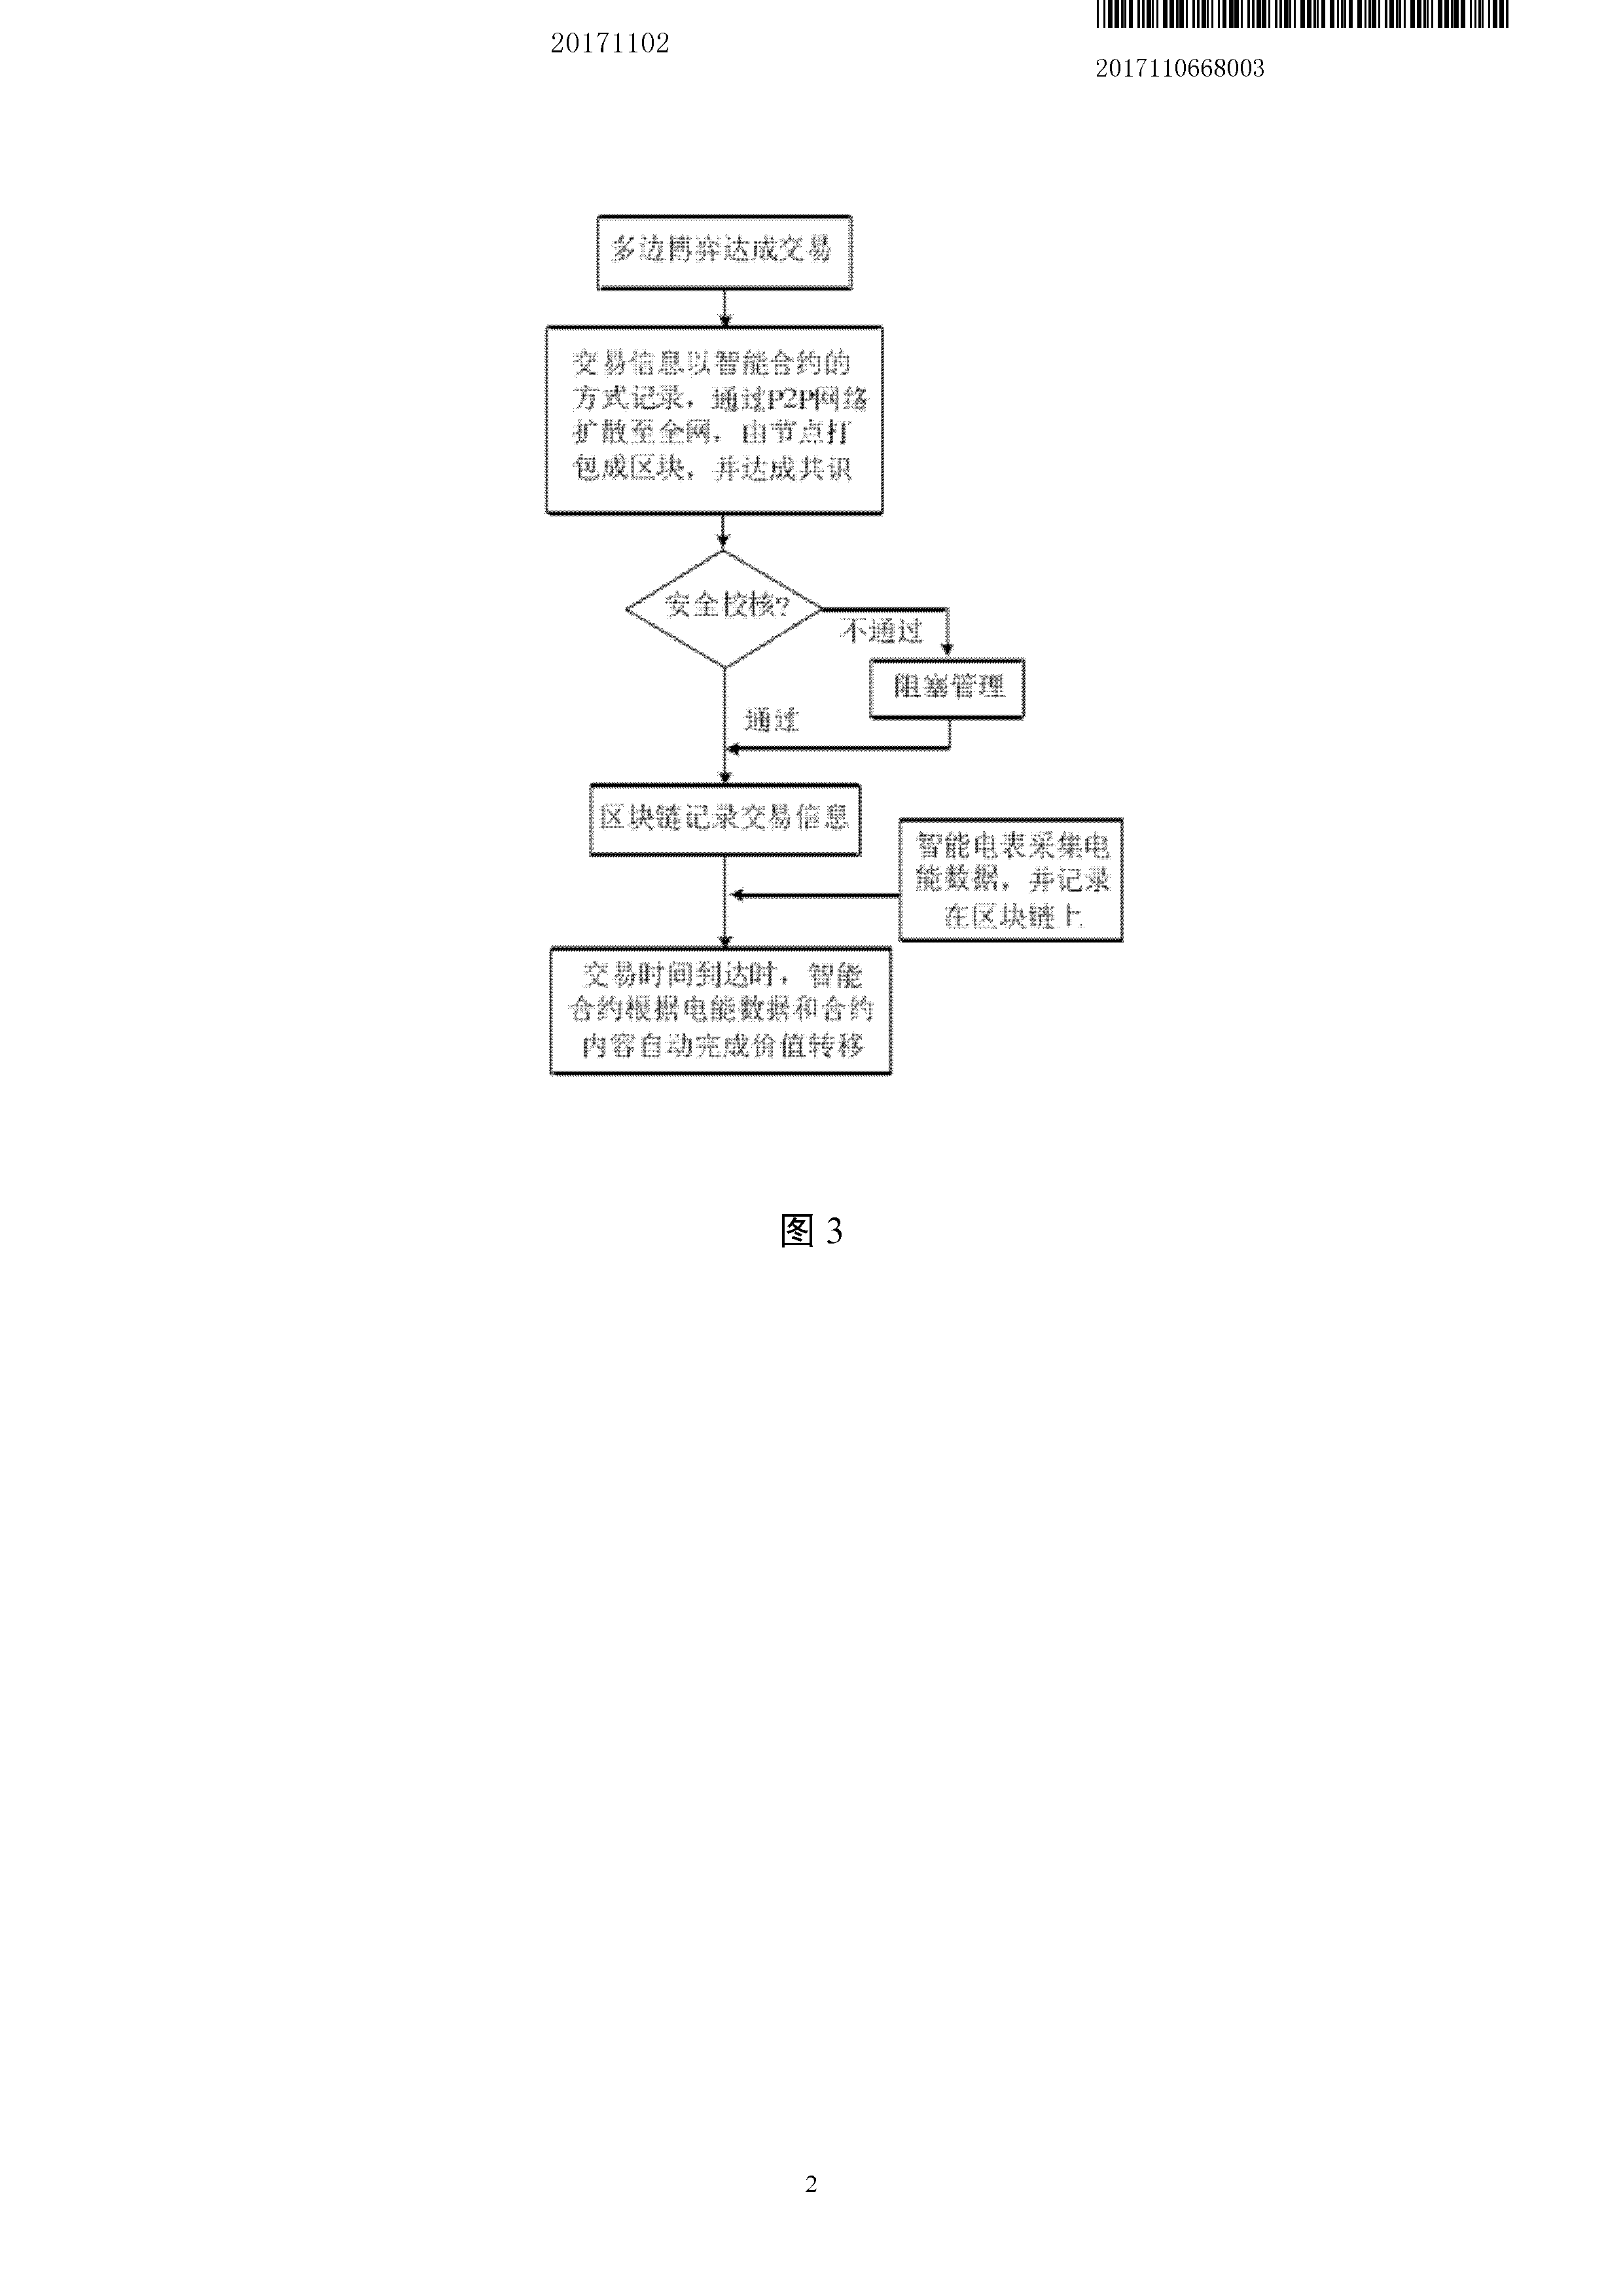 20171102
2017110668003
多边博弈达成交易
交易信息以智能合约的
方式记录，通过P2P网络
扩散至全网，由节点打
包成区块，并达成共识
安全校核?
不通过
阻塞管理
通过
区块链记录交易信息
智能电表采集电
能数据，并记录
在区块链上
交易时间到达时，智能
合约根据电能数据和合约
内容自动完成价值转移
图 3
2